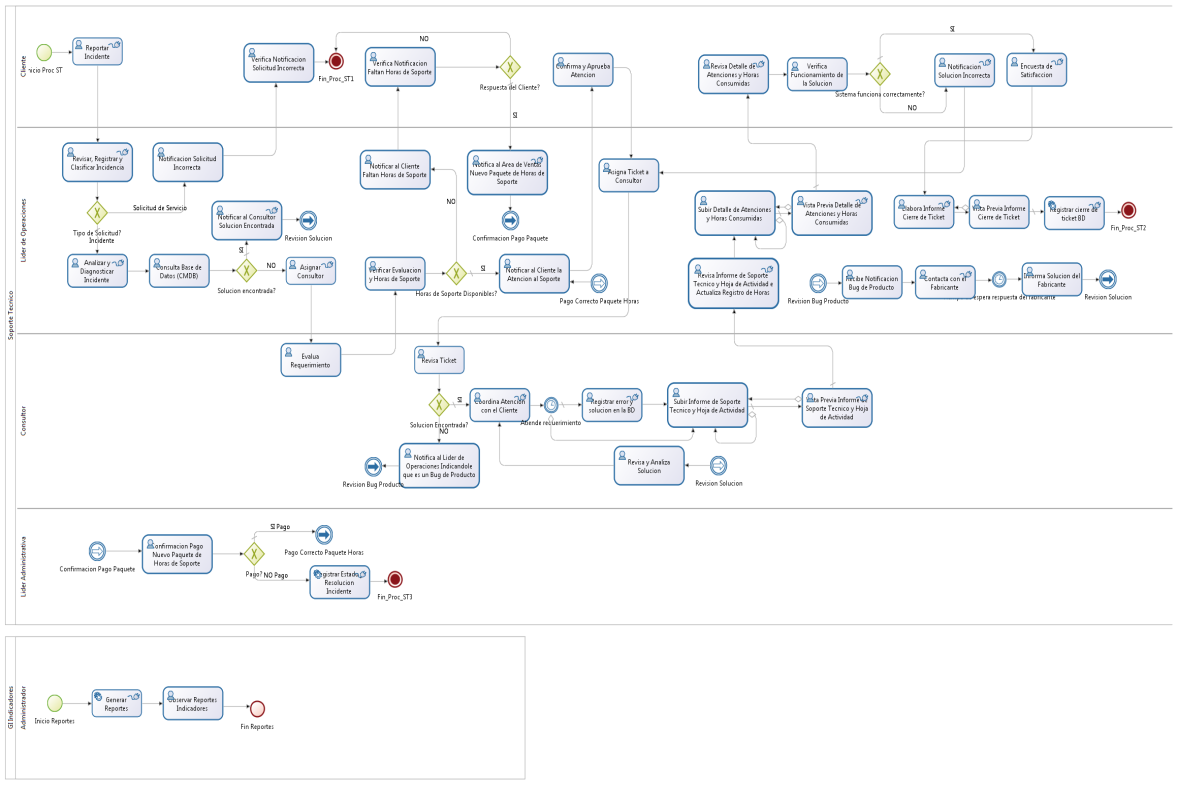 Soporte Tecnico
Cliente
Reportar
Incidente
Verifica Notificacion
Solicitud Incorrecta
Fin_Proc_ST1
NO
Verifica Notificacion
Faltan Horas de Soporte
Respuesta del Cliente?
SI
Confirma y Aprueba
Atencion
Revisa Detalle de
Atenciones y Horas
Consumidas
Verifica
Funcionamiento de
la Solucion
Sistema funciona correctamente?
SI
NO
Notificacion
Solucion Incorrecta
Encuesta de
Satisfaccion
Lider de Operaciones
Revisar, Registrar y
Clasificar Incidencia
Notificacion Solicitud
Incorrecta
Solicitud de Servicio
Tipo de Solicitud?
Incidente
Notificar al Consultor
Solucion Encontrada
Revision Solucion
SI
Analizar y
Diagnosticar
Incidente
Consulta Base de
Datos (CMDB)
NO
Solucion encontrada?
Asignar
Consultor
Notificar al Cliente
Faltan Horas de Soporte
NO
Verificar Evaluacion
y Horas de Soporte
SI
Horas de Soporte Disponibles?
Notifica al Area de Ventas
Nuevo Paquete de Horas de
Soporte
Confirmacion Pago Paquete
Notificar al Cliente la
Atencion al Soporte
Pago Correcto Paquete Horas
Asigna Ticket a
Consultor
Subir Detalle de Atenciones
y Horas Consumidas
Vista Previa Detalle de
Atenciones y Horas
Consumidas
Revisa Informe de Soporte
Tecnico y Hoja de Actividad e
Actualiza Registro de Horas
Elabora Informe
Cierre de Ticket
Vista Previa Informe
Cierre de Ticket
Registrar cierre de
ticket BD
Fin_Proc_ST2
Revision Bug Producto
Recibe Notificacion
Bug de Producto
Contacta con el
Fabricante
espera respuesta del fabricante
Informa Solucion del
Fabricante
Revision Solucion
Consultor
Evalua
Requerimiento
Revisa Ticket
Solucion Encontrada?
SI
NO
Coordina Atencion
con el Cliente
Atiende requerimiento
Registrar error y
solucion en la BD
Subir Informe de Soporte
Tecnico y Hoja de Actividad
Vista Previa Informe
Soporte Tecnico y Hoja
de Actividad
Revision Bug Producto
Notifica al Lider de
Operaciones Indicandole
que es un Bug de Producto
Revisa y Analiza
Solucion
Revision Solucion
Lider Administrativa
Confirmacion Pago Paquete
Confirmacion Pago
Nuevo Paquete de
Horas de Soporte
SI Pago
Pago?
NO Pago
Pago Correcto Paquete Horas
Registrar Estado
Resolucion
Incidente
Fin_Proc_ST3
GI Indicadores
Administrador
Inicio Reportes
Generar
Reportes
Observar Reportes
Indicadores
Fin Reportes